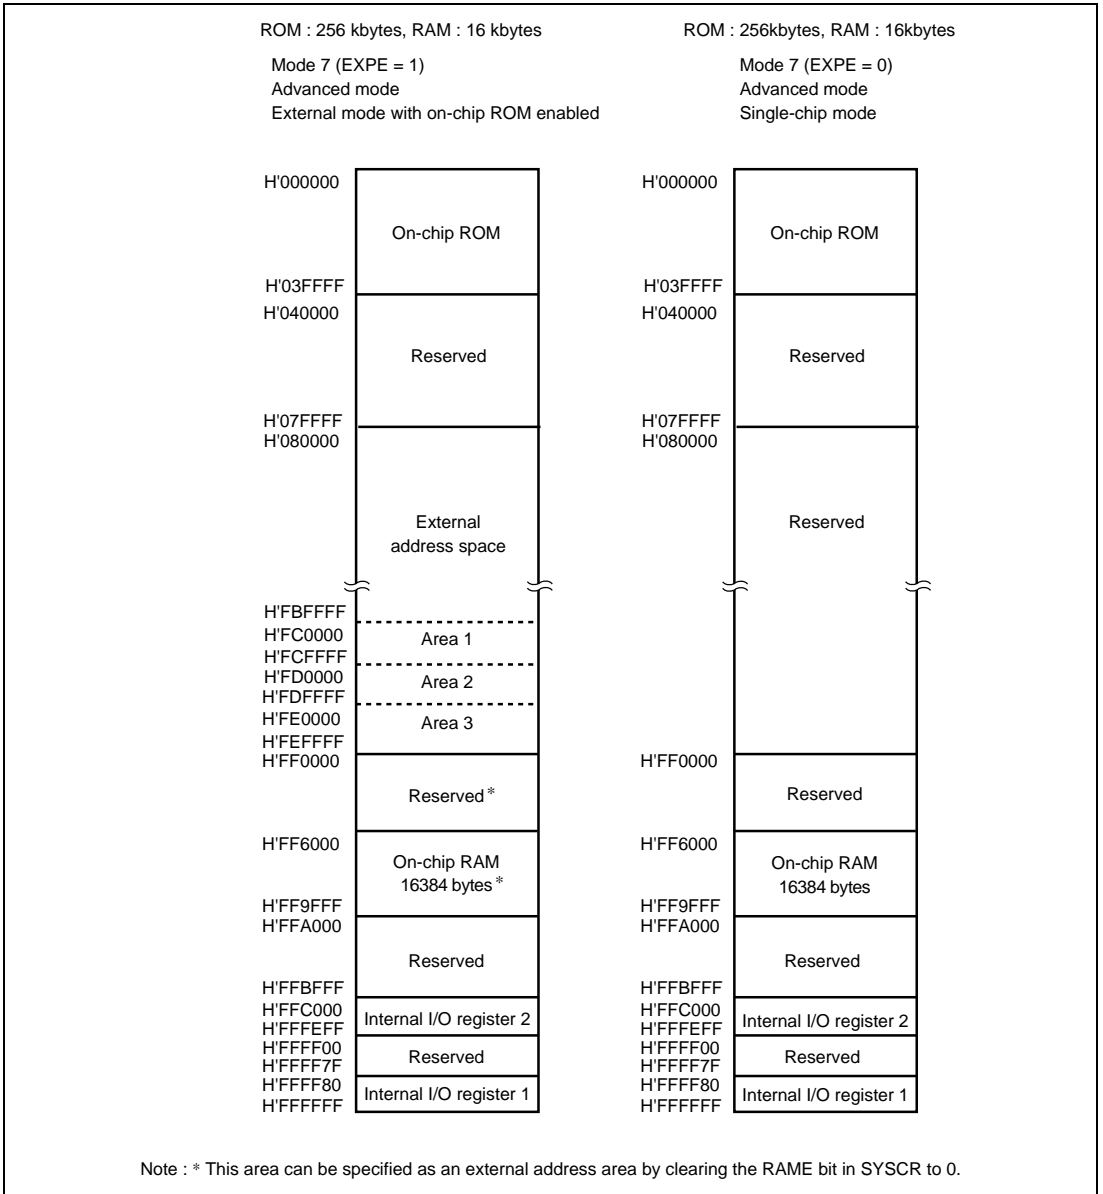 ROM : 256 kbytes, RAM : 16 kbytes
Mode 7 (EXPE = 1)
Advanced mode
External mode with on-chip ROM enabled
H'000000
On-chip ROM
H'03FFFF
H'040000
Reserved
H'07FFFF
H'080000
External
address space
H'FBFFFF
H'FC0000
Area 1
H'FCFFFF
H'FD0000
Area 2
H'FDFFFF
H'FE0000
Area 3
H'FEFFFF
H'FF0000
Reserved*
H'FF6000
On-chip RAM
16384 bytes*
H'FF9FFF
H'FFA000
Reserved
H'FFBFFF
H'FFC000
Internal I/O register 2
H'FFFEFF
H'FFFF00
Reserved
H'FFFF7F
H'FFFF80
Internal I/O register 1
H'FFFFFF
ROM : 256kbytes, RAM : 16kbytes
Mode 7 (EXPE = 0)
Advanced mode
Single-chip mode
H'000000
On-chip ROM
H'03FFFF
H'040000
Reserved
H'07FFFF
H'080000
Reserved
H'FF0000
Reserved
H'FF6000
On-chip RAM
16384 bytes
H'FF9FFF
H'FFA000
Reserved
H'FFBFFF
H'FFC000
Internal I/O register 2
H'FFFEFF
H'FFFF00
Reserved
H'FFFF7F
H'FFFF80
Internal I/O register 1
H'FFFFFF
Note : * This area can be specified as an external address area by clearing the RAME bit in SYSCR to 0.